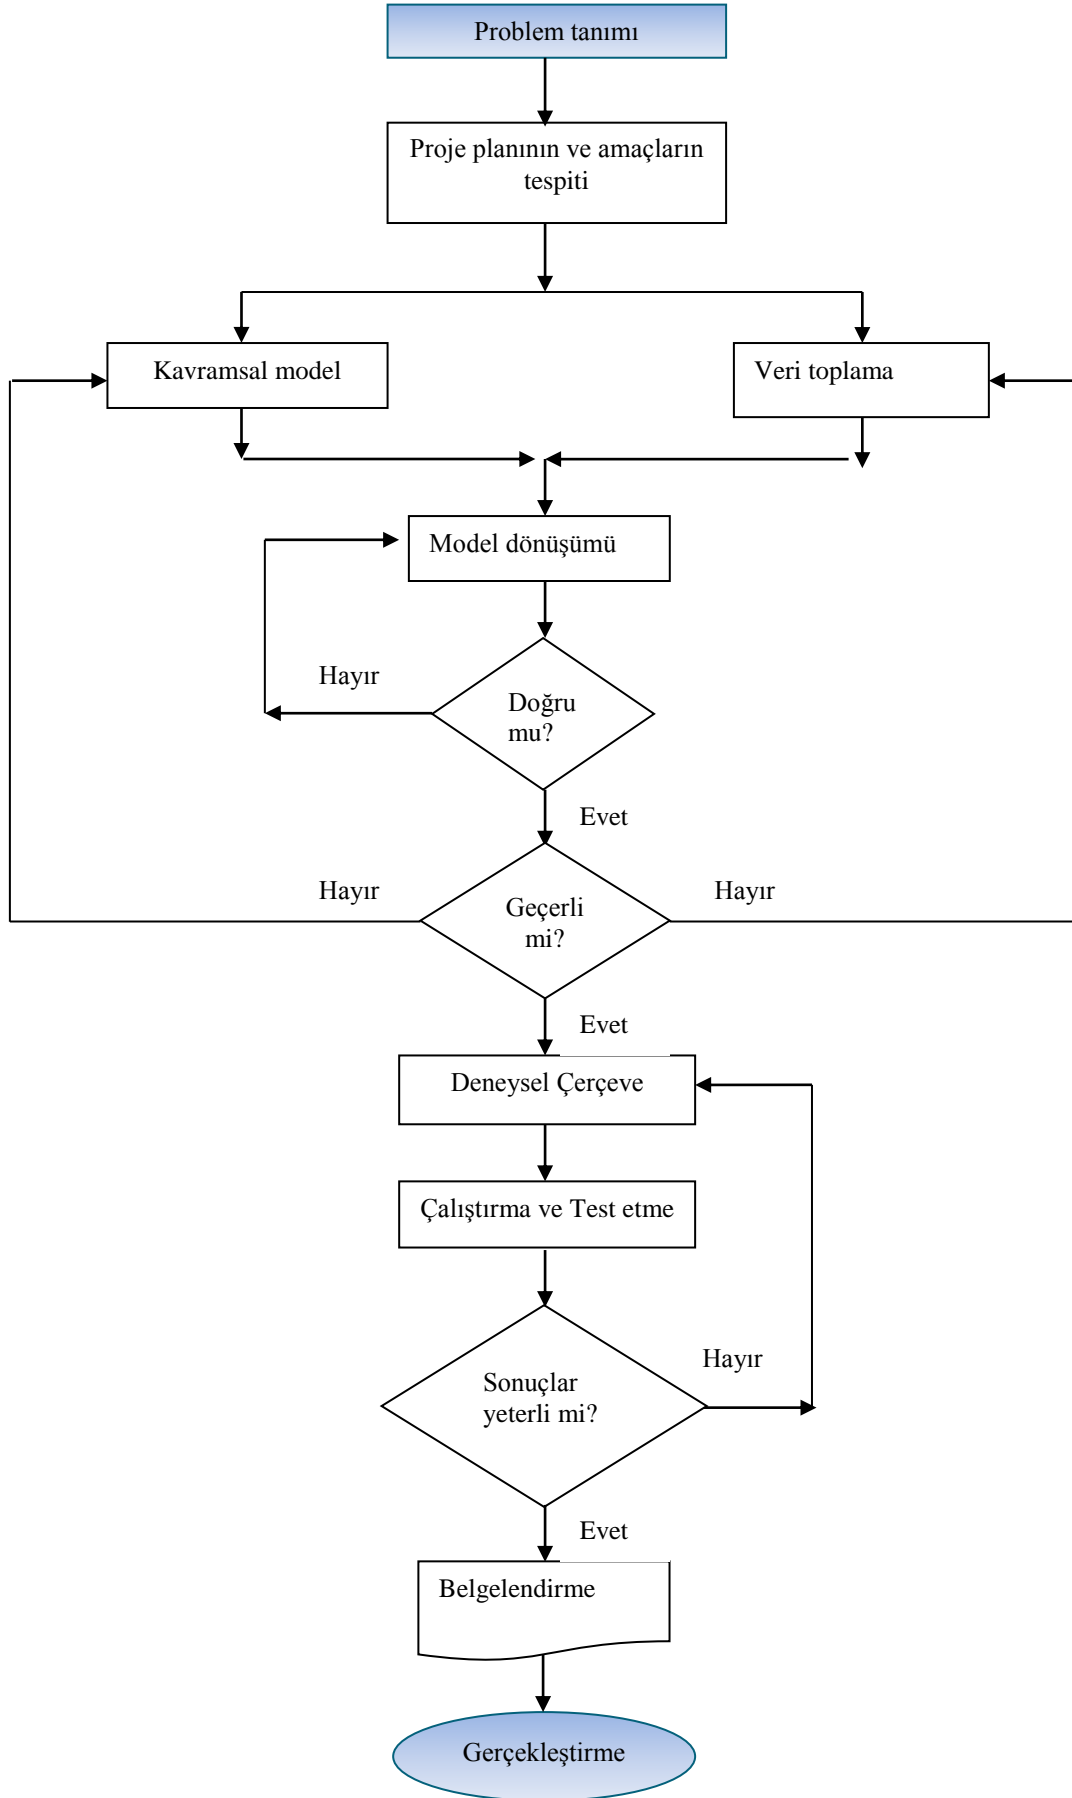 Problem tanımı
Proje planının ve amaçların
tespiti
Kavramsal model
Veri toplama
Model dönüşümü
Hayır
Doğru
mu?
Evet
Hayır
Geçerli
mi?
Hayır
Evet
Deneysel Çerçeve
Çalıştırma ve Test etme
Hayır
Sonuçlar
yeterli mi?
Evet
Belgelendirme
Gerçekleştirme